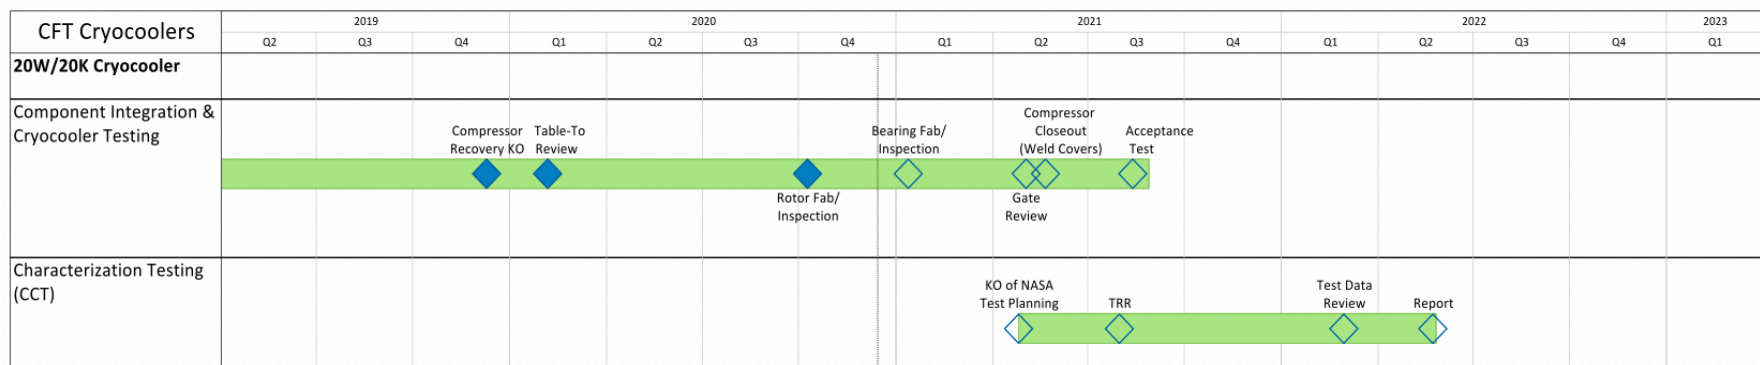 CFT Cryocoolers
2019 2020 2021 2022 2023
Q2 Q3 Q4 Q1 Q2 Q3 Q4 Q1 Q2 Q3 Q4 Q1 Q2 Q3 Q4 Q1
20W/20K Cryocooler
Component Integration &
Cryocooler Testing
Compressor
Recovery KO
Table-To
Review
Rotor Fab/
Inspection
Bearing Fab/
Inspection
Compressor
Closeout
(Weld Covers)
Gate
Review
Acceptance
Test
Characterization Testing
(CCT)
KO of NASA
Test Planning
TRR
Test Data
Review
Report